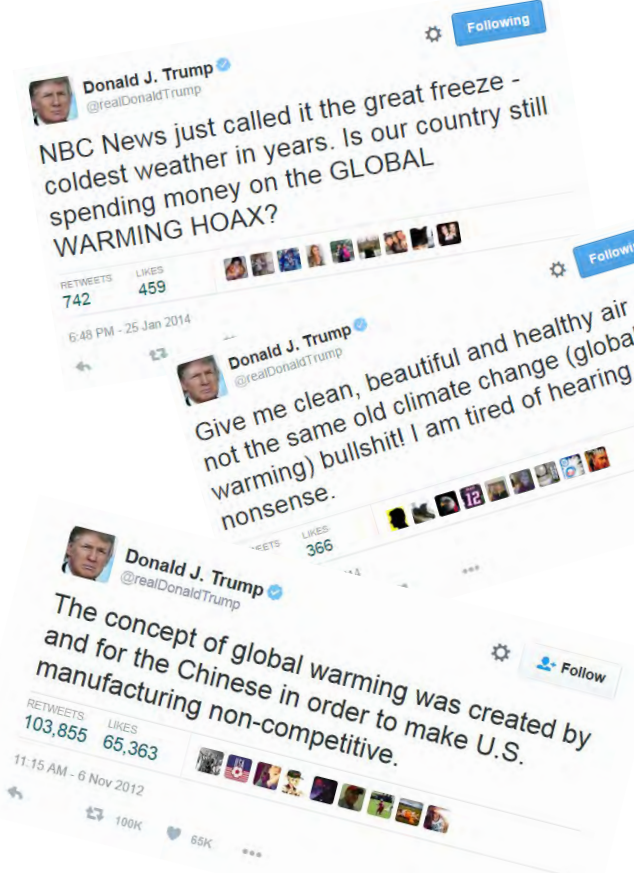 Following
Donald J. Trump
@realDonaldTrump
NBC News just called it the great freeze -
coldest weather in years. Is our country still
spending money on the GLOBAL
WARMING HOAX?
RETWEETS LIKES
742 459
6:48 PM - 25 Jan 2014
Donald J. Trump
@realDonaldTrump
Give me clean, beautiful and healthy air
not the same old climate change (global
warming) bullshit! I am tired of hearing
nonsense.
LIKES
366
12
Donald J. Trump
@realDonaldTrump
Follow
The concept of global warming was created by
and for the Chinese in order to make U.S.
manufacturing non-competitive.
RETWEETS LIKES
103,855 65,363
11:15 AM - 6 Nov 2012
100K 65K